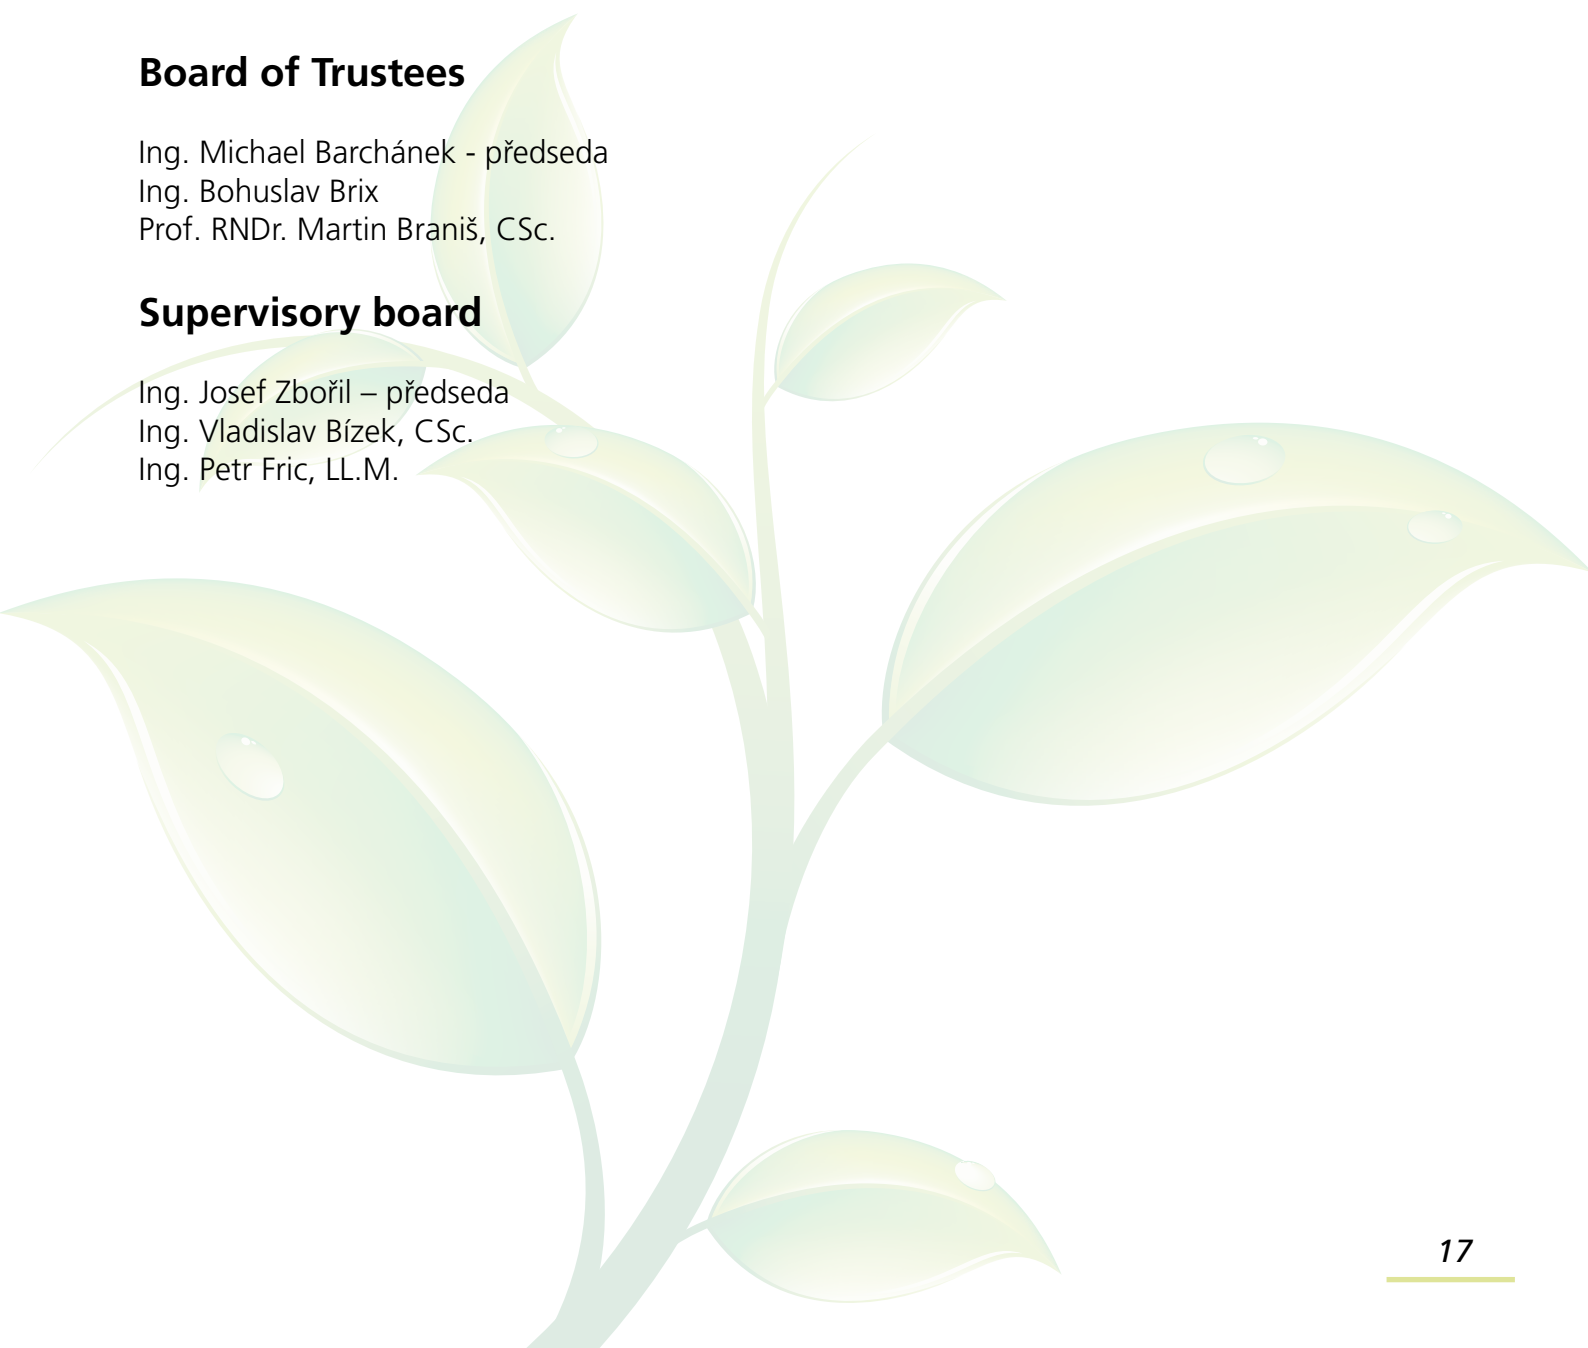 Board of Trustees
Ing. Michael Barchánek - předseda
Ing. Bohuslav Brix
Prof. RNDr. Martin Braniš, CSc.
Supervisory board
Ing. Josef Zbořil – předseda
Ing. Vladislav Bízek, CSc.
Ing. Petr Fric, LL.M.
17